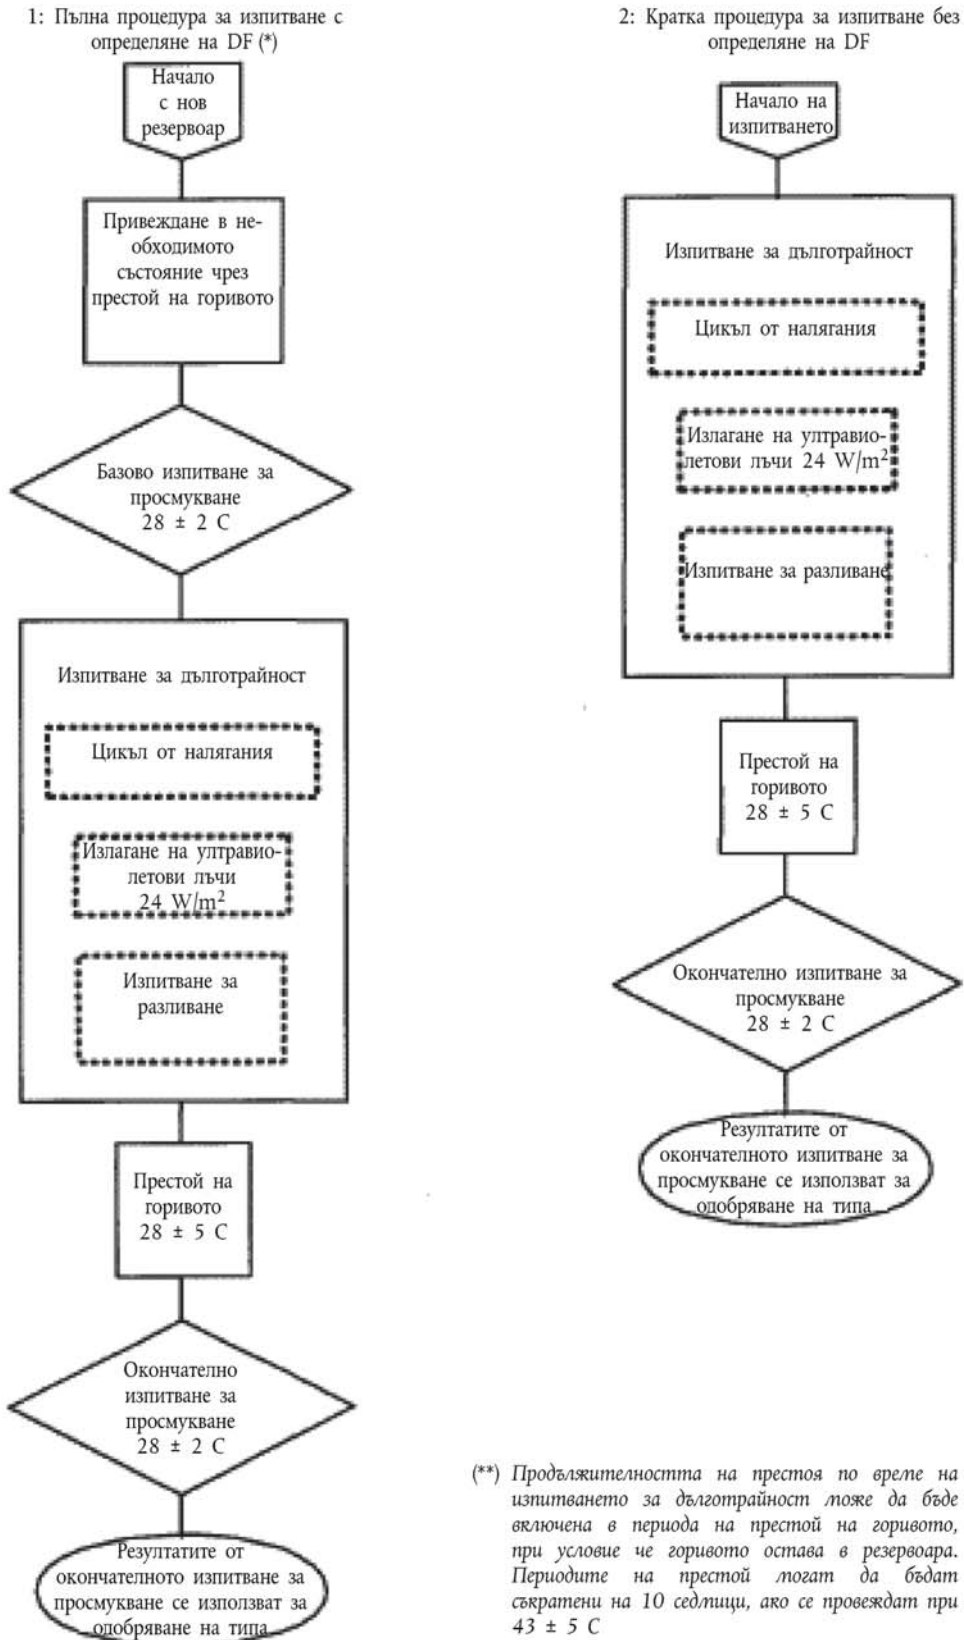 1: Пълна процедура за изпитване с
определяне на DF (*)
Начало
с нов
резервоар
Привеждане в не-
обходимото
състояние чрез
престой на горивото
Базово изпитване за
просмукване
28 ± 2 C
Изпитване за дълготрайност
Цикъл от налягания
Излагане на ултравио-
летови лъчи
24 W/m²
Изпитване за
разливане
Престой на
горивото
28 ± 5 C
Окончателно
изпитване за
просмукване
28 ± 2 C
Резултатите от
окончателното изпитване за
просмукване се използват за
одобряване на типа
2: Кратка процедура за изпитване без
определяне на DF
Начало на
изпитването
Изпитване за дълготрайност
Цикъл от налягания
Излагане на ултравио-
летови лъчи 24 W/m²
Изпитване за разливане
Престой на
горивото
28 ± 5 C
Окончателно изпитване за
просмукване
28 ± 2 C
Резултатите от
окончателното изпитване за
просмукване се използват за
одобряване на типа
(**) Продължителността на престоя по време на
изпитването за дълготрайност може да бъде
включена в периода на престой на горивото,
при условие че горивото остава в резервоара.
Периодите на престой могат да бъдат
съкратени на 10 седмици, ако се провеждат при
43 ± 5 C